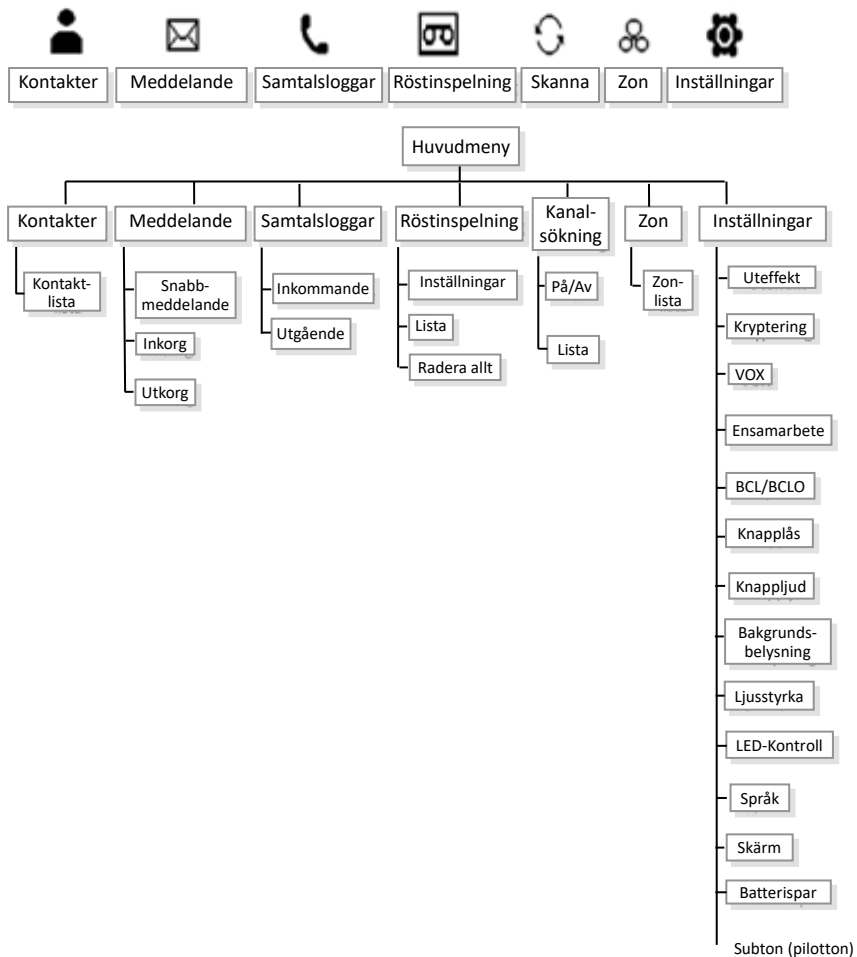 Kontakter
Meddelande
Samtalsloggar
Röstinspelning
Skanna
Zon
Inställningar
Huvudmeny
Kontakter
Meddelande
Samtalsloggar
Röstinspelning
Kanal-
sökning
Zon
Inställningar
Kontakt-
lista
Snabb-
meddelande
Inkorg
Utkorg
Inkommande
Utgående
Inställningar
Lista
Radera allt
På/Av
Lista
Zon-
lista
Uteffekt
Kryptering
VOX
Ensamarbete
BCL/BCLO
Knapplås
Knappljud
Bakgrunds-
belysning
Ljusstyrka
LED-Kontroll
Språk
Skärm
Batterispar
Subton (pilotton)